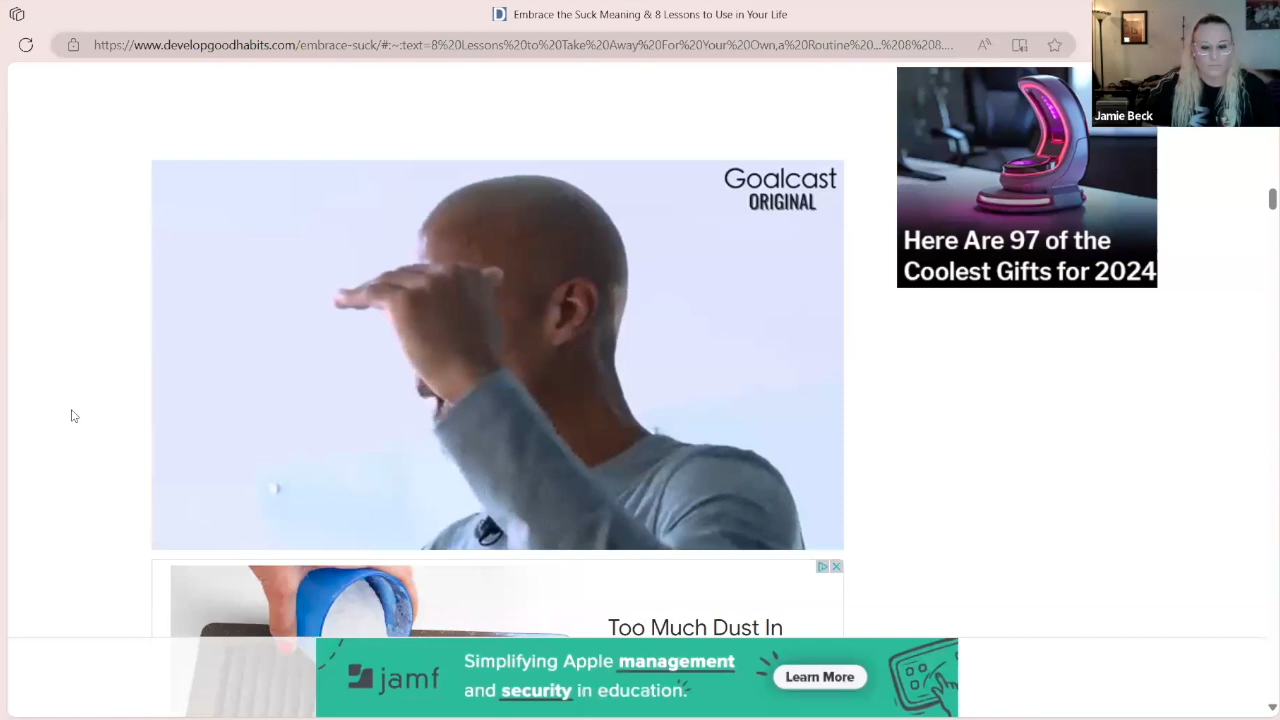 Embrace the Suck Meaning & 8 Lessons to Use in Your Life
https://www.developgoodhabits.com/embrace-suck/#:~:text=8%20Lessons%20to%20Take%20Away%20For%20Your%20Own,a%20Routine%20...%208%208....
Jamie Beck
Goalcast
ORIGINAL
Here Are 97 of the
Coolest Gifts for 2024
Too Much Dust In
jamf
Simplifying Apple management
and security in education.
Learn More